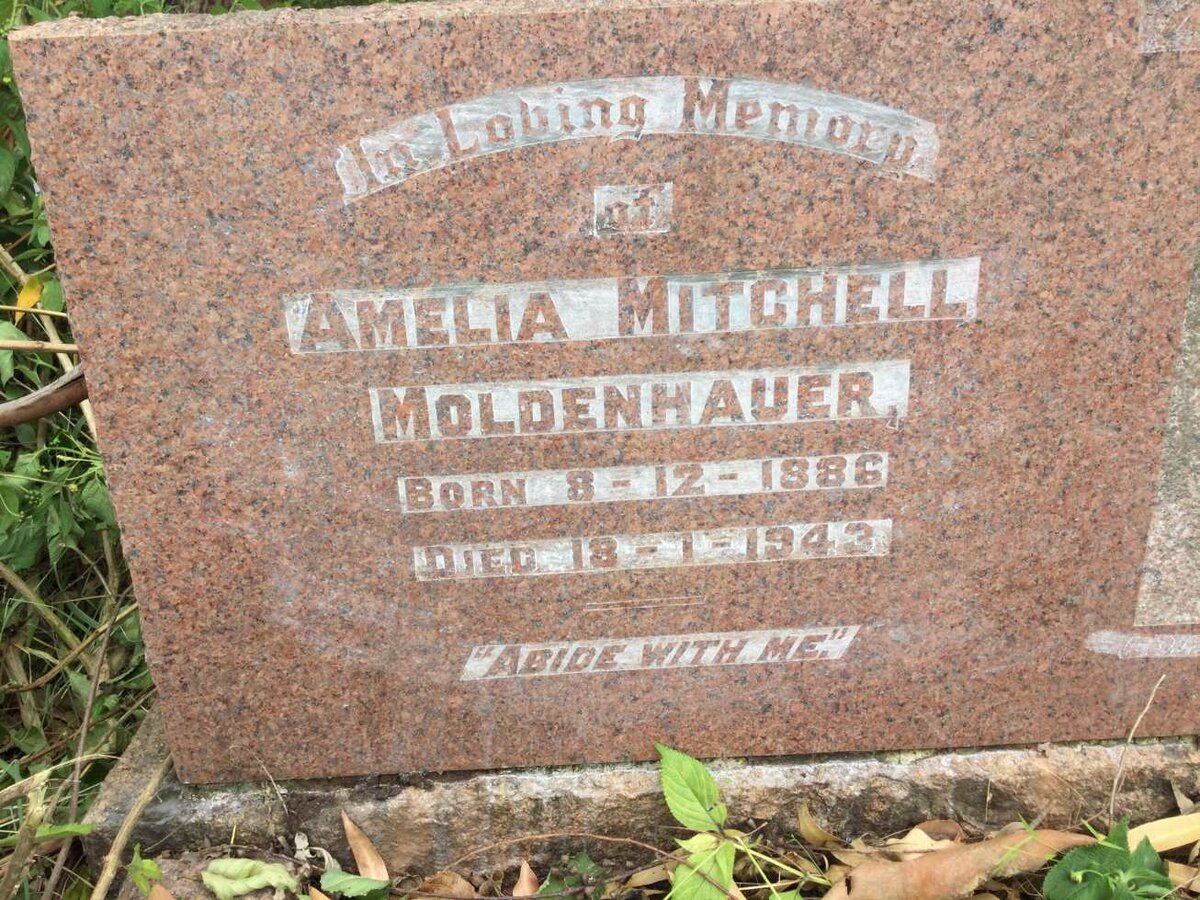 In Loving Memory
of
AMELIA MITCHELL
MOLDENHAUER
BORN 8-12-1886
DIED 18-1-1943
"ABIDE WITH ME"